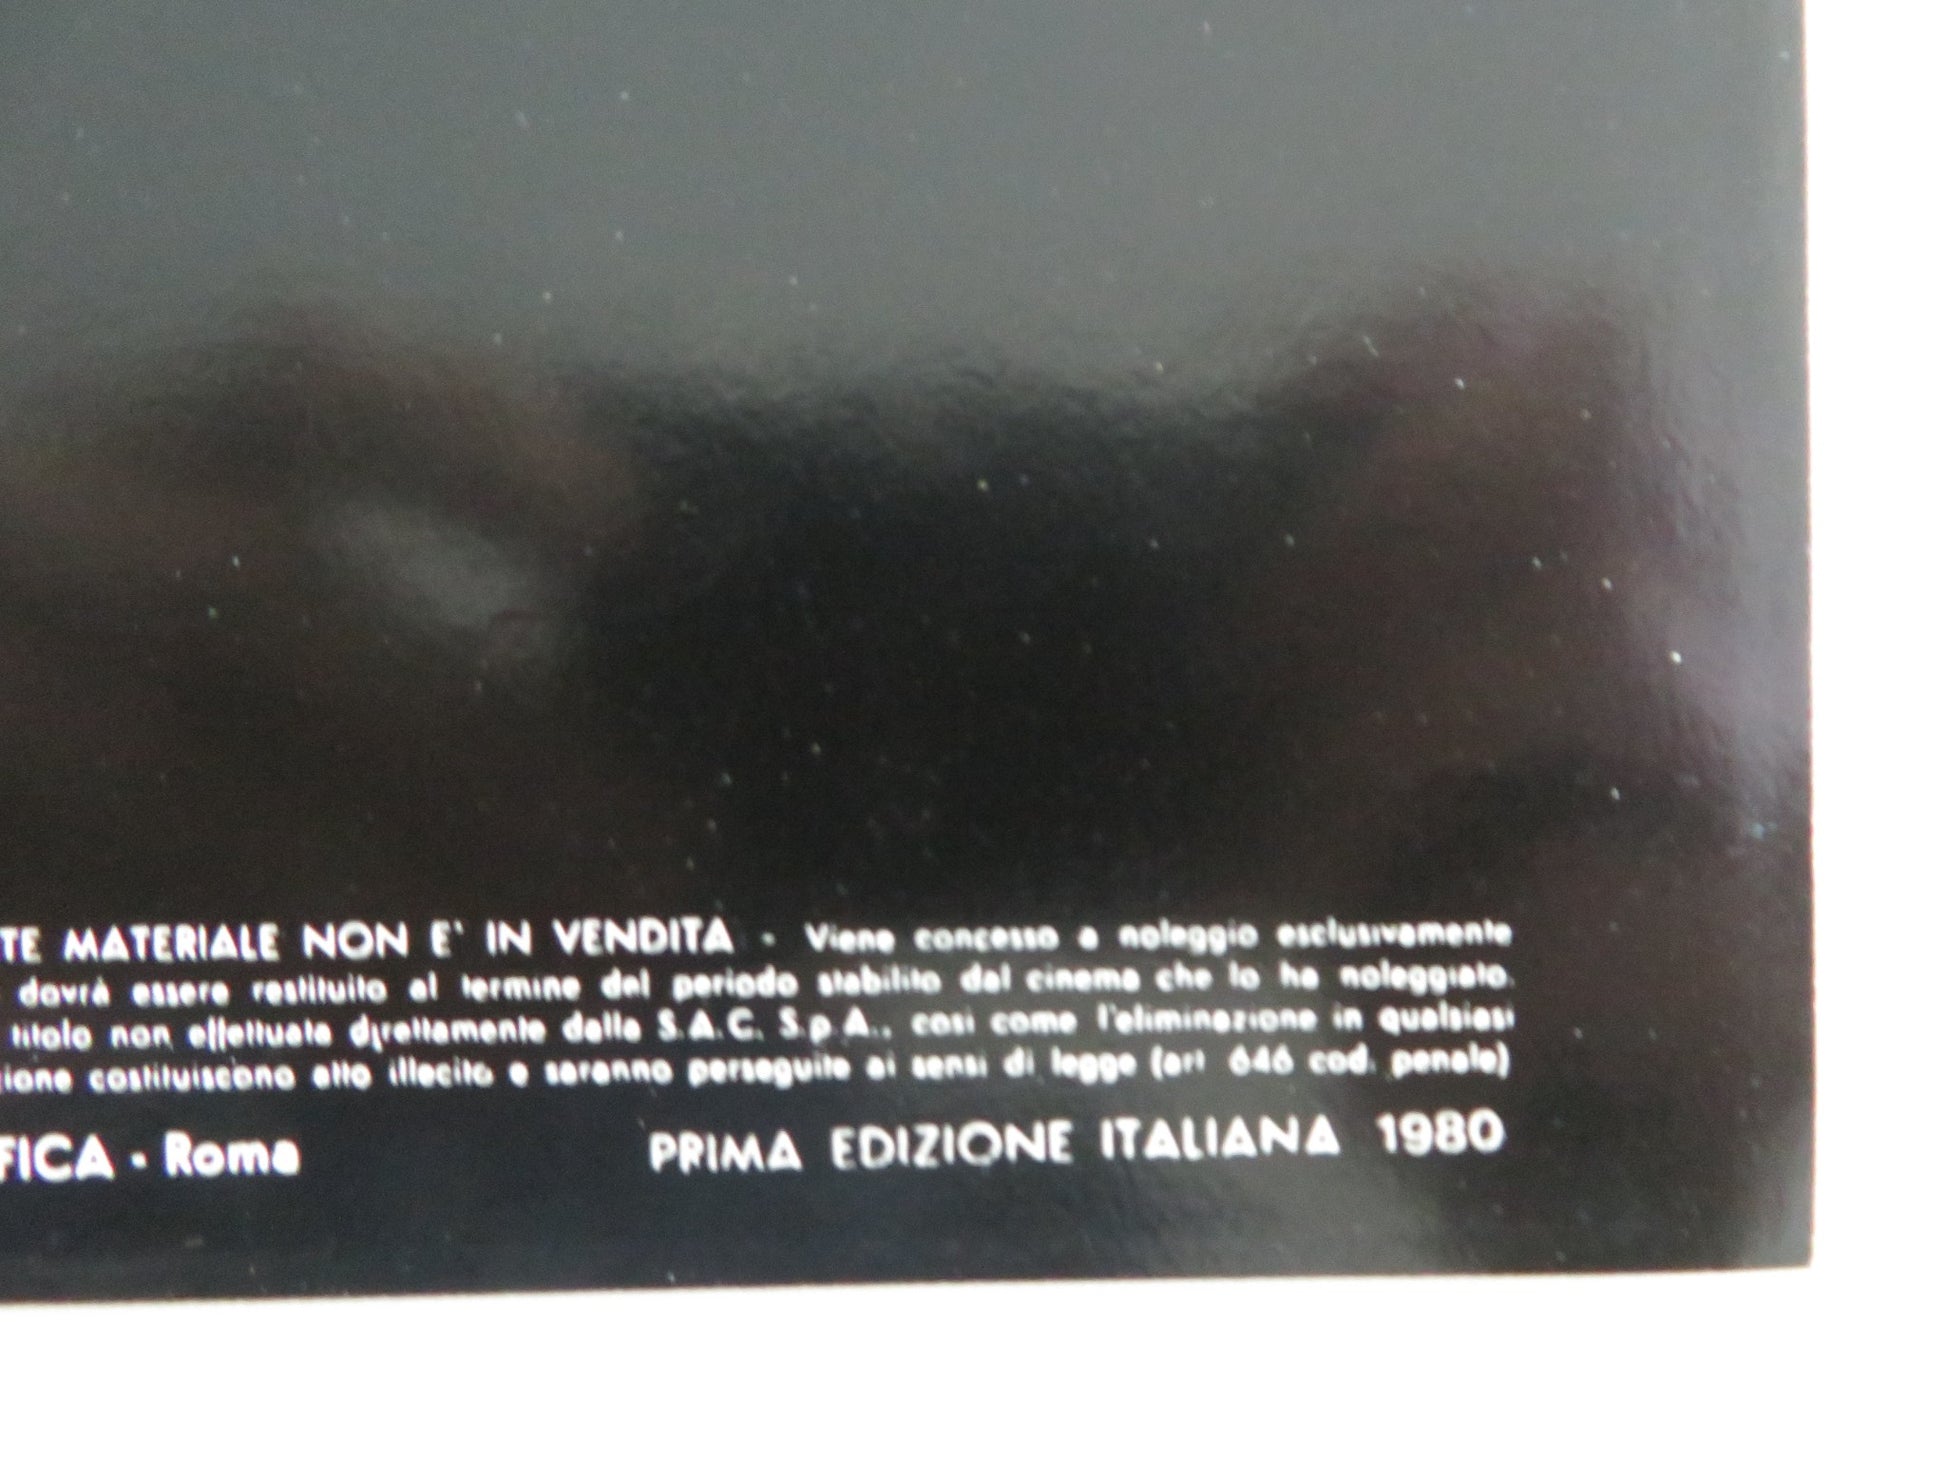 TE MATERIALE NON E' IN VENDITA - Viene concesso a noleggio esclusivamente
dovrà essere restituito al termine del periodo stabilito dal cinema che lo ha noleggiato.
titolo non effettuata direttamente dalla S.A.C. S.p.A., così come l'eliminazione in qualsiasi
zione costituiscono atto illecito e saranno perseguite ai sensi di legge (art 646 cod. penale)
FICA - Roma PRIMA EDIZIONE ITALIANA 1980